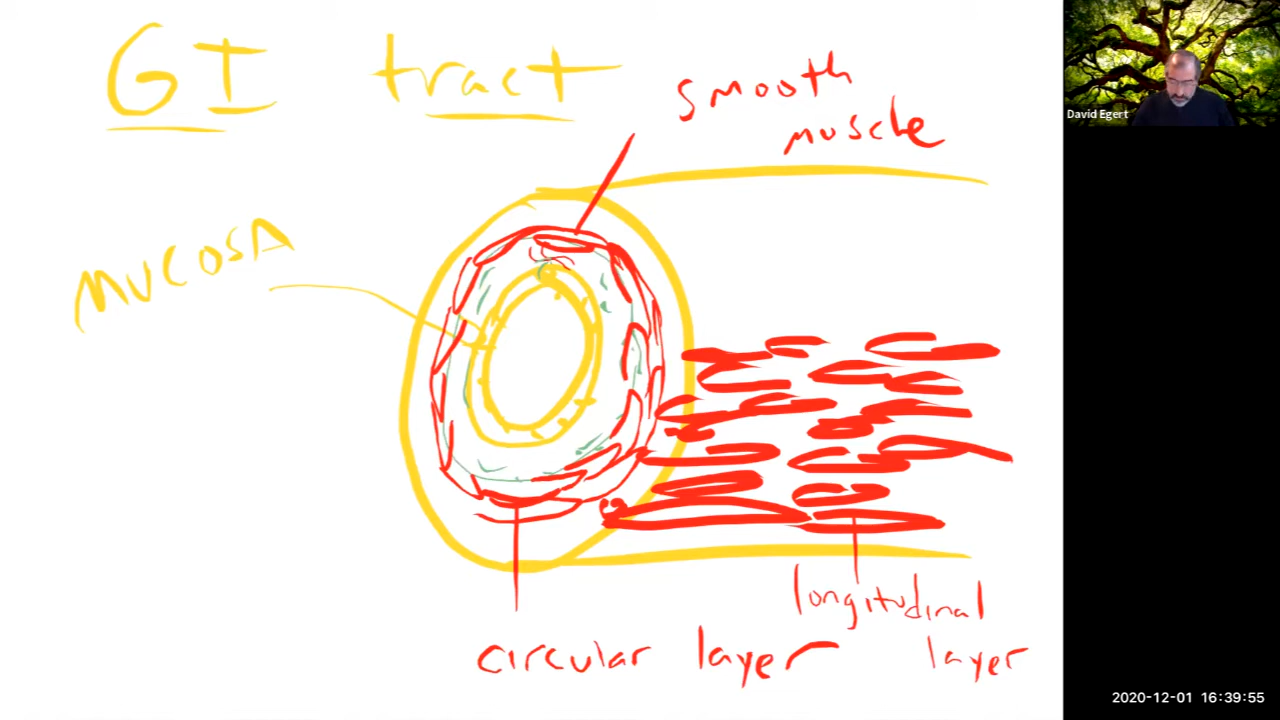 GI tract
smooth
muscle
MUCOSA
longitudinal
layer
circular layer
David Egert
2020-12-01 16:39:55